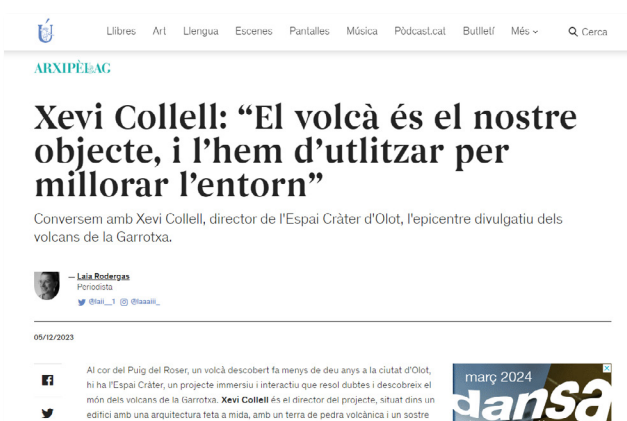 Llibres Art Llengua Escenes Pantalles Música Pòdcast.cat Butlletí Més Cerca
ARXIPÈLAG
Xevi Collell: “El volcà és el nostre
objecte, i l’hem d’utlitzar per
millorar l’entorn”
Conversem amb Xevi Collell, director de l'Espai Cràter d'Olot, l'epicentre divulgatiu dels
volcans de la Garrotxa.
— Laia Rodergas
Periodista
@laii__1 @laaaiii_
05/12/2023
Al cor del Puig del Roser, un volcà descobert fa menys de deu anys a la ciutat d’Olot,
hi ha l’Espai Cràter, un projecte immersiu i interactiu que resol dubtes i descobreix el
món dels volcans de la Garrotxa. Xevi Collell és el director del projecte, situat dins un
edifici amb una arquitectura feta a mida, amb un terra de pedra volcànica i un sostre
març 2024
dansa